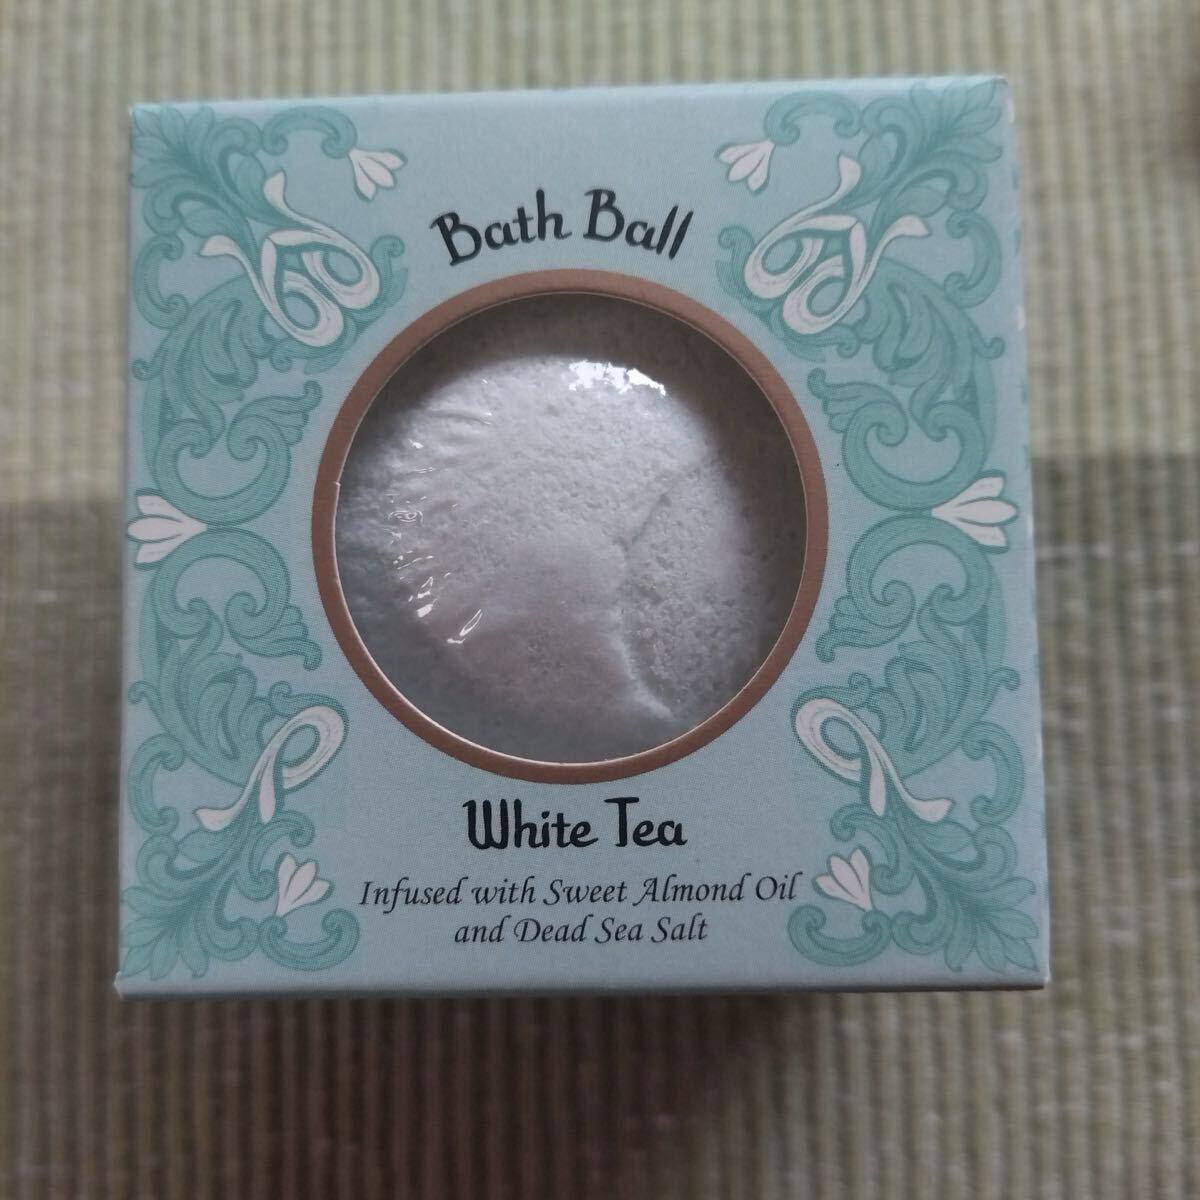 Bath Ball
White Tea
Infused with Sweet Almond Oil
and Dead Sea Salt